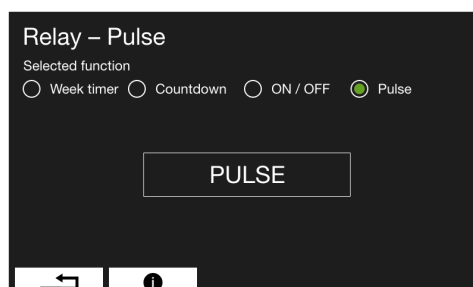 Relay – Pulse
Selected function
Week timer Countdown ON / OFF Pulse
PULSE